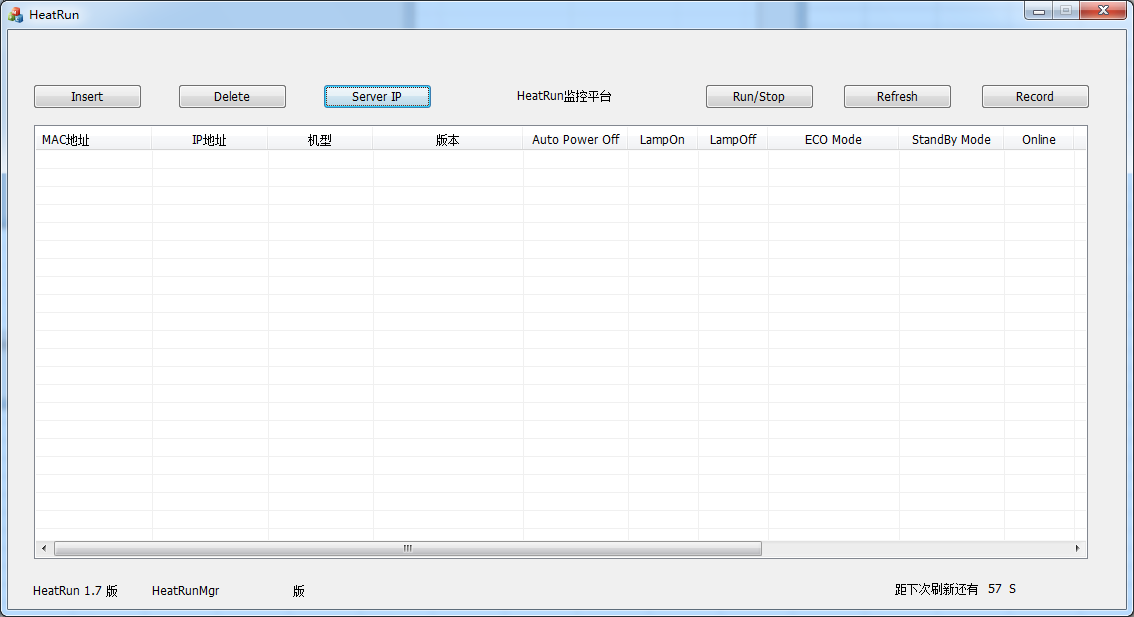 HeatRun
Insert Delete Server IP HeatRun监控平台 Run/Stop Refresh Record
MAC地址 IP地址 机型 版本 Auto Power Off LampOn LampOff ECO Mode StandBy Mode Online
HeatRun 1.7 版 HeatRunMgr 版 距下次刷新还有 57 S